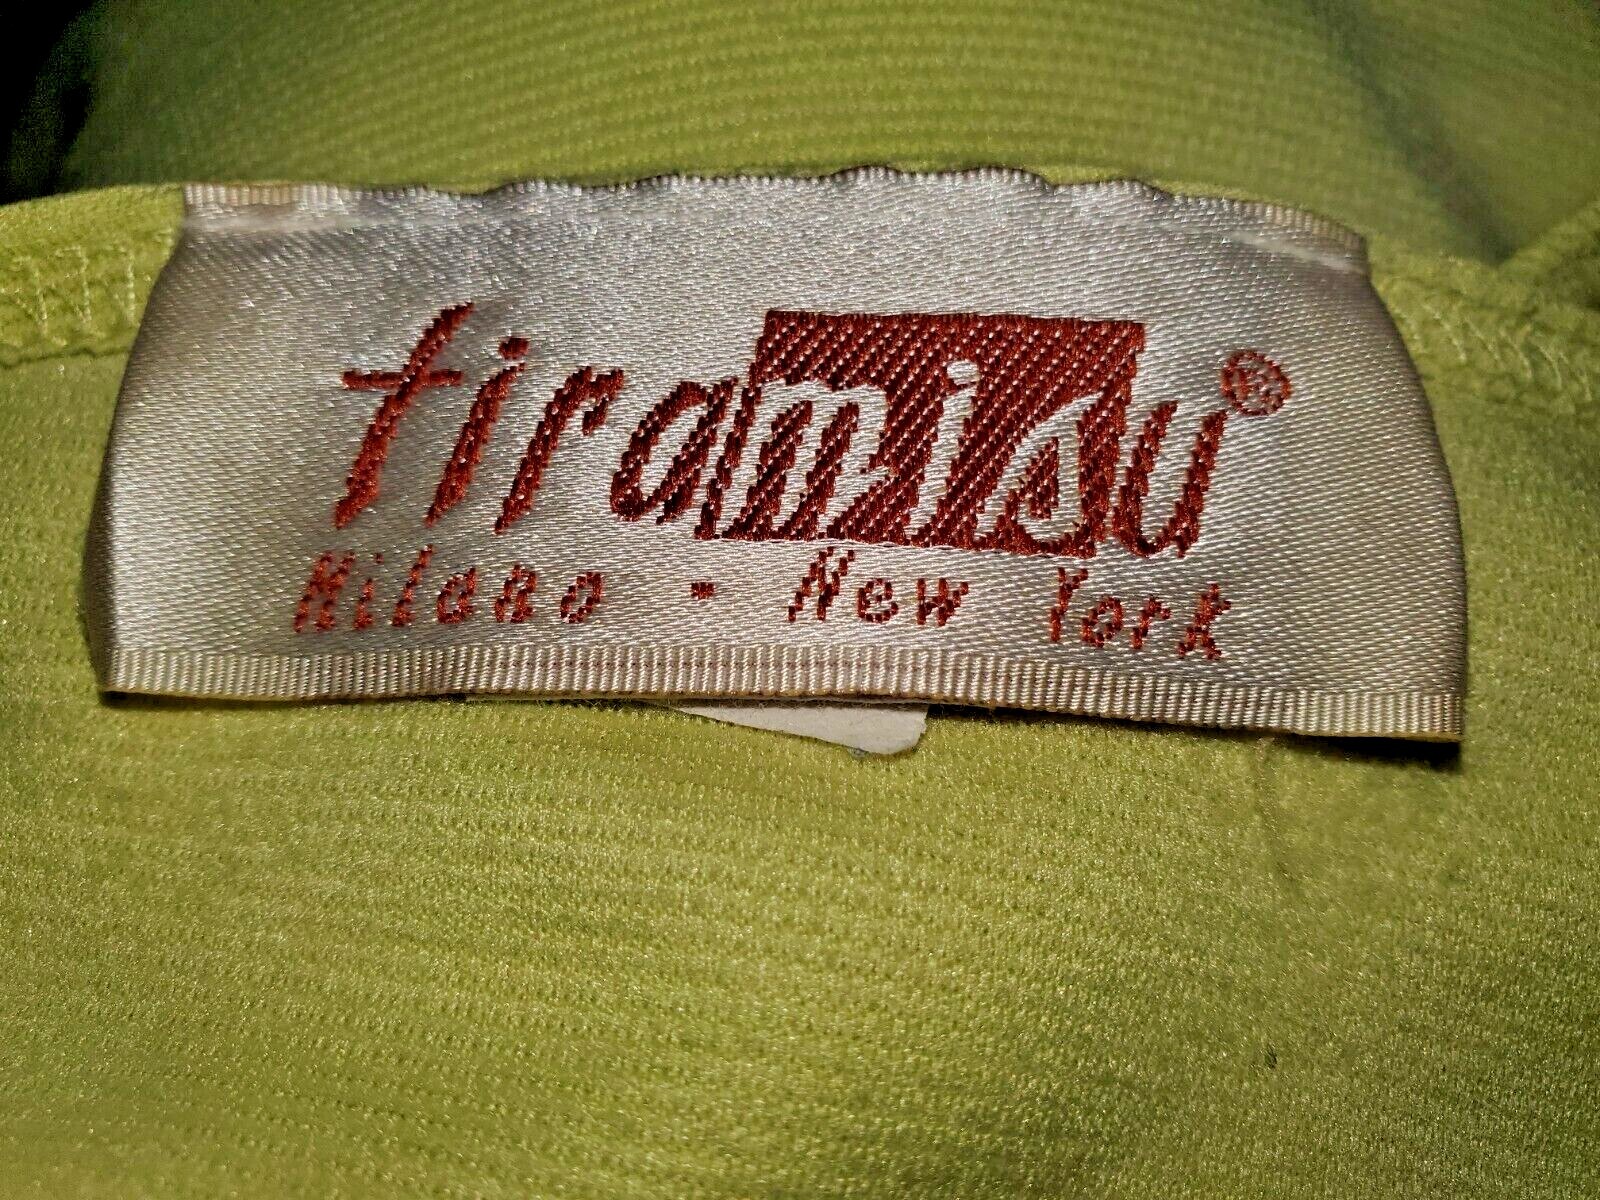 tiramisu®
Milano - New York